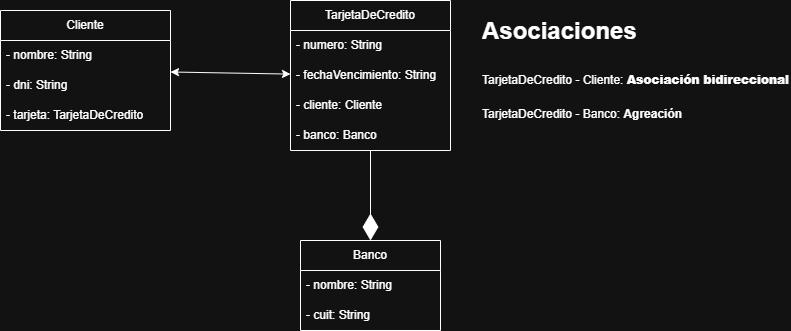 Cliente
- nombre: String
- dni: String
- tarjeta: TarjetaDeCredito
TarjetaDeCredito
- numero: String
- fechaVencimiento: String
- cliente: Cliente
- banco: Banco
Banco
- nombre: String
- cuit: String
Asociaciones
TarjetaDeCredito - Cliente: Asociación bidireccional
TarjetaDeCredito - Banco: Agreación